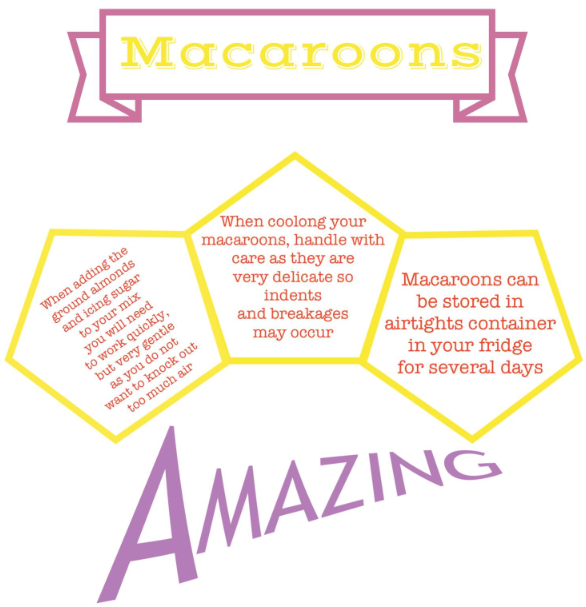 Macaroons
When adding the
ground almonds
and icing sugar
to your mix
you will need
to work quickly,
but very gentle
as you do not
want to knock out
too much air
When coolong your
macaroons, handle with
care as they are
very delicate so
indents
and breakages
may occur
Macaroons can
be stored in
airtights container
in your fridge
for several days
AMAZING